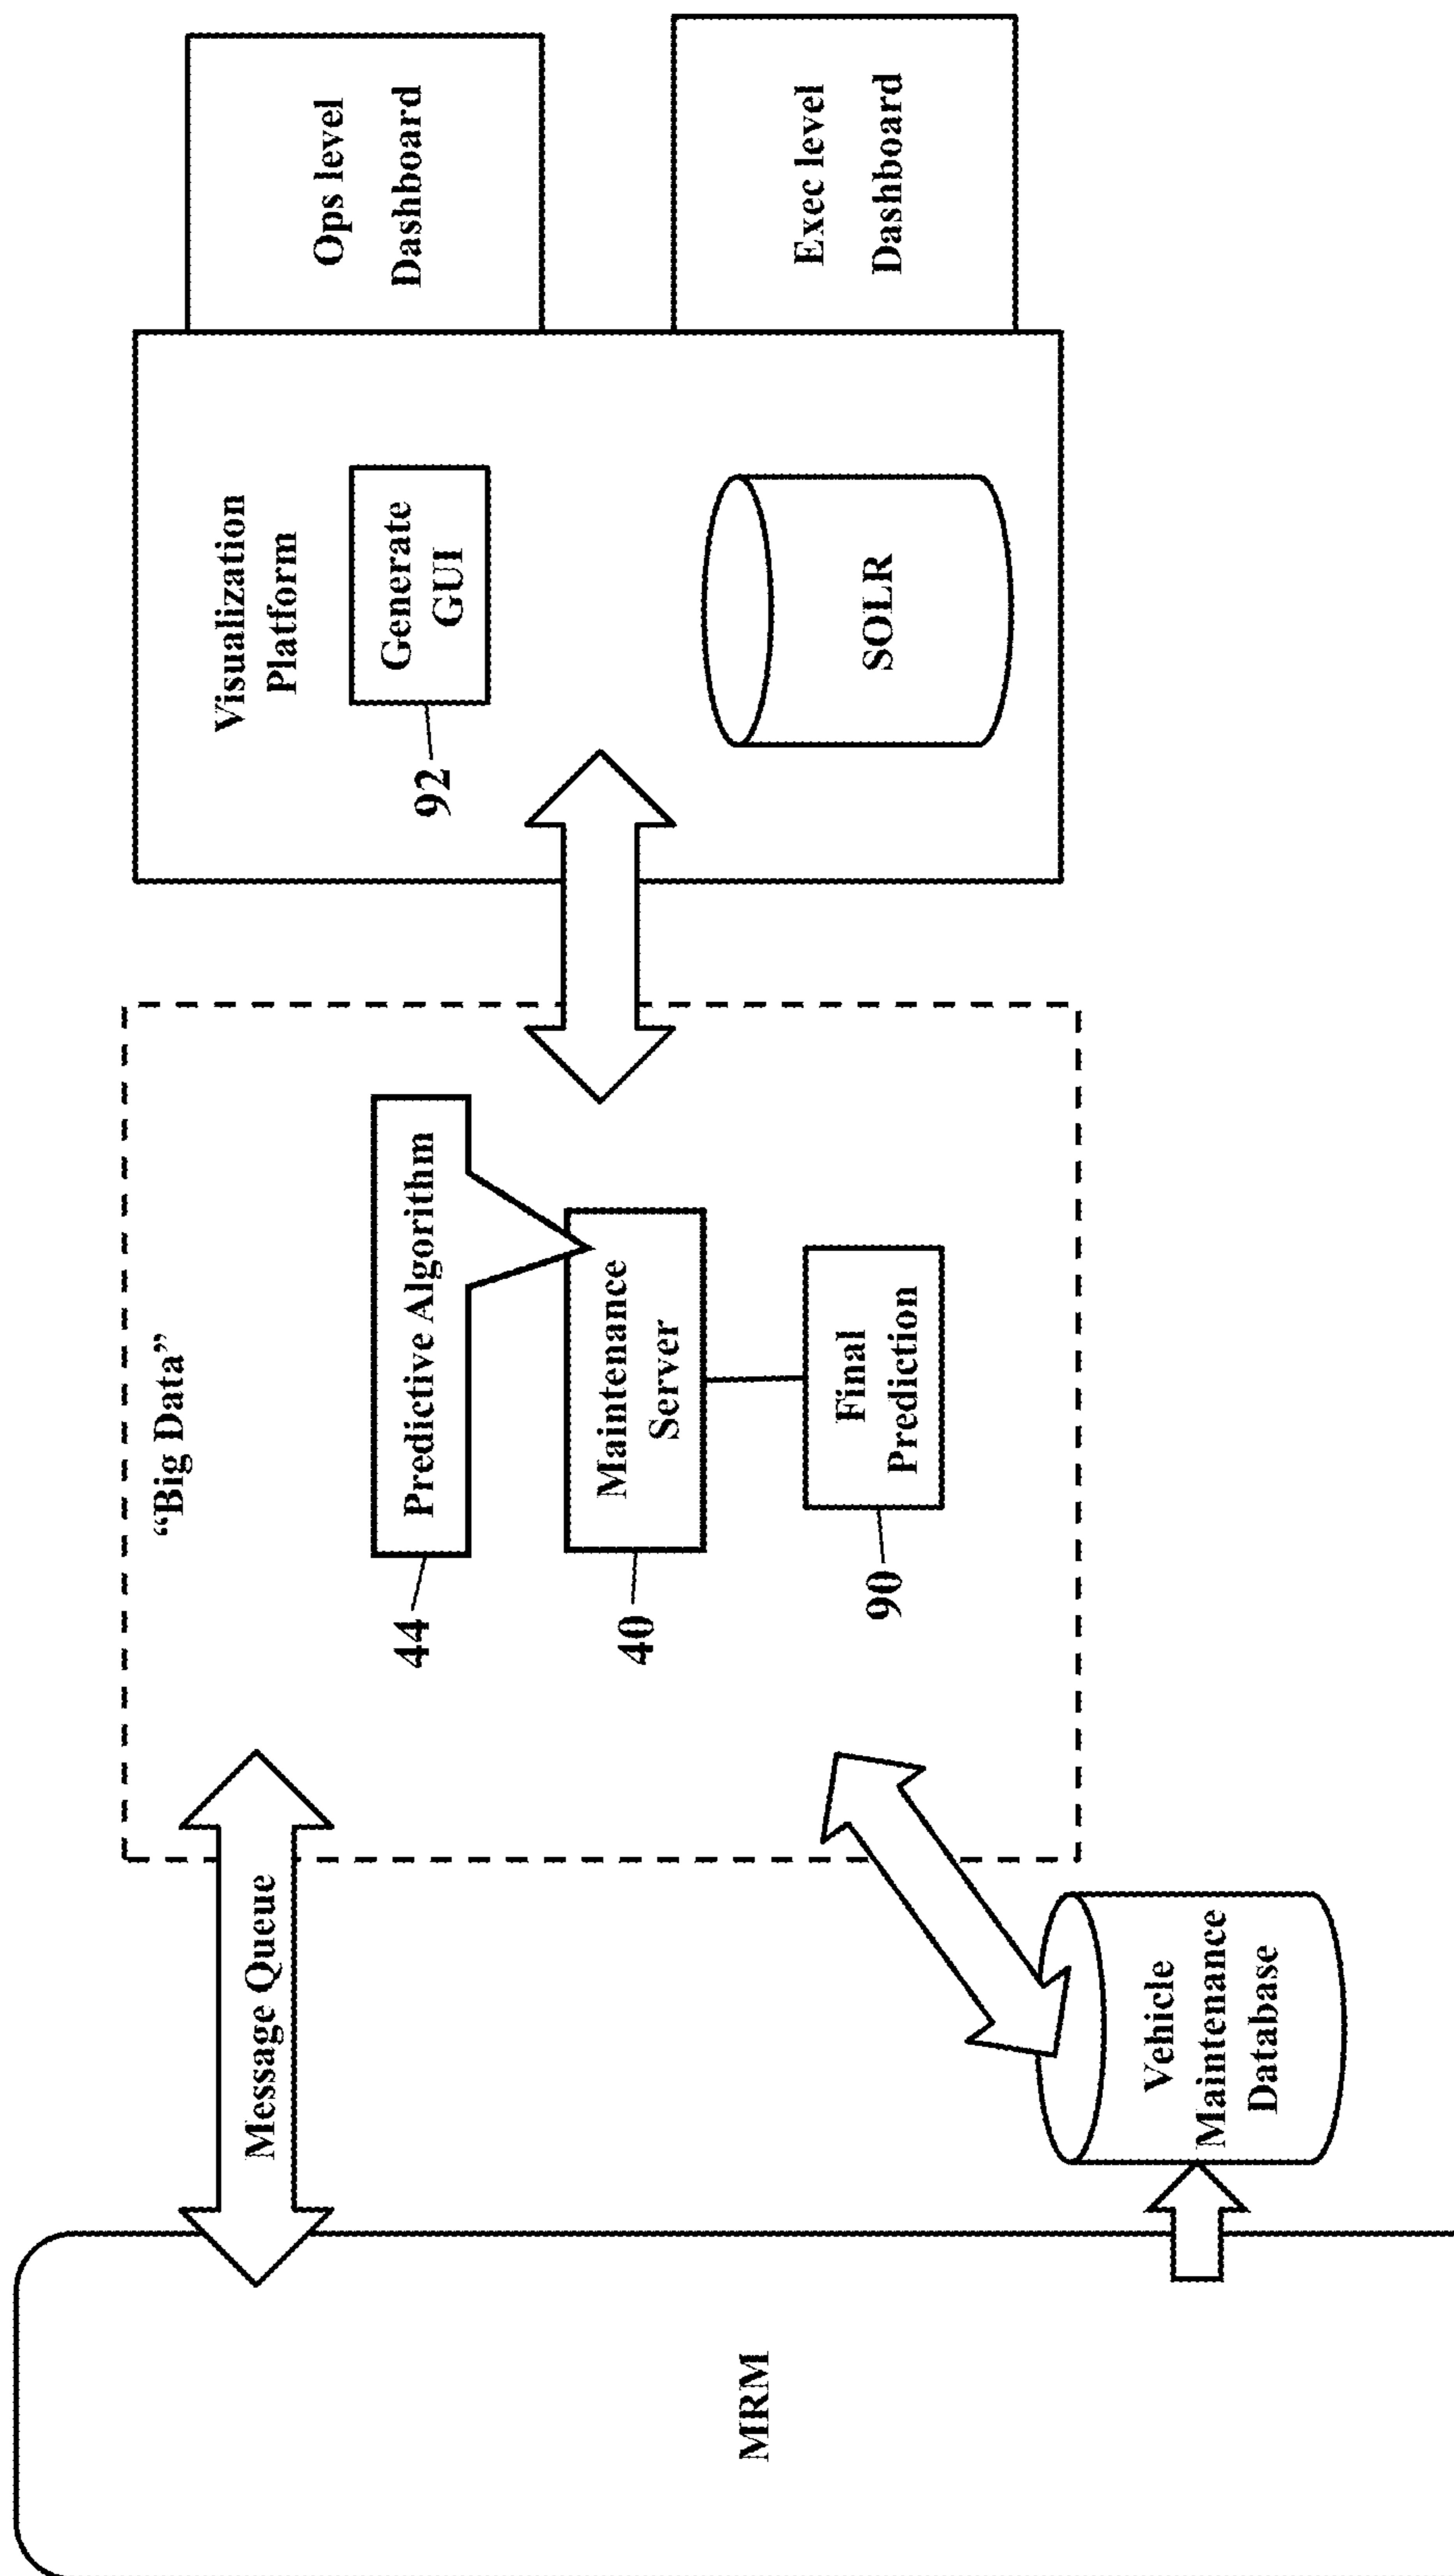 MRM
Message Queue
Vehicle
Maintenance
Database
“Big Data”
Predictive Algorithm
44
Maintenance
Server
40
Final
Prediction
90
Visualization
Platform
Generate
GUI
92
SOLR
Ops level
Dashboard
Exec level
Dashboard